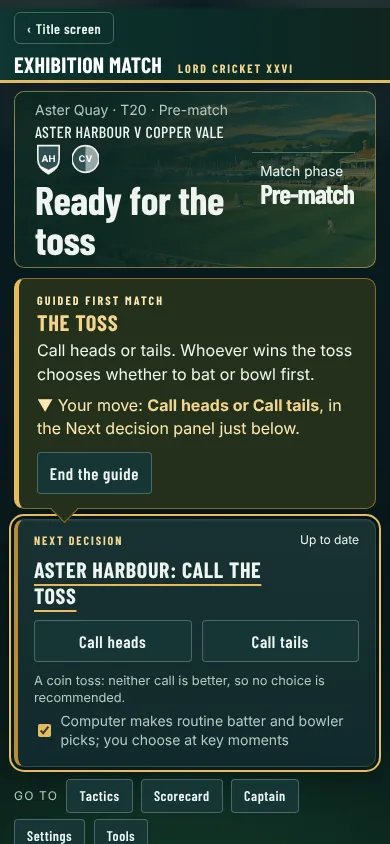 ‹ Title screen
EXHIBITION MATCH LORD CRICKET XXVI
Aster Quay · T20 · Pre-match
ASTER HARBOUR V COPPER VALE
AH CV
Ready for the
toss
Match phase
Pre-match
GUIDED FIRST MATCH
THE TOSS
Call heads or tails. Whoever wins the toss
chooses whether to bat or bowl first.
▼ Your move: Call heads or Call tails, in
the Next decision panel just below.
End the guide
NEXT DECISION Up to date
ASTER HARBOUR: CALL THE
TOSS
Call heads Call tails
A coin toss: neither call is better, so no choice is
recommended.
Computer makes routine batter and bowler
picks; you choose at key moments
GO TO Tactics Scorecard Captain
Settings Tools